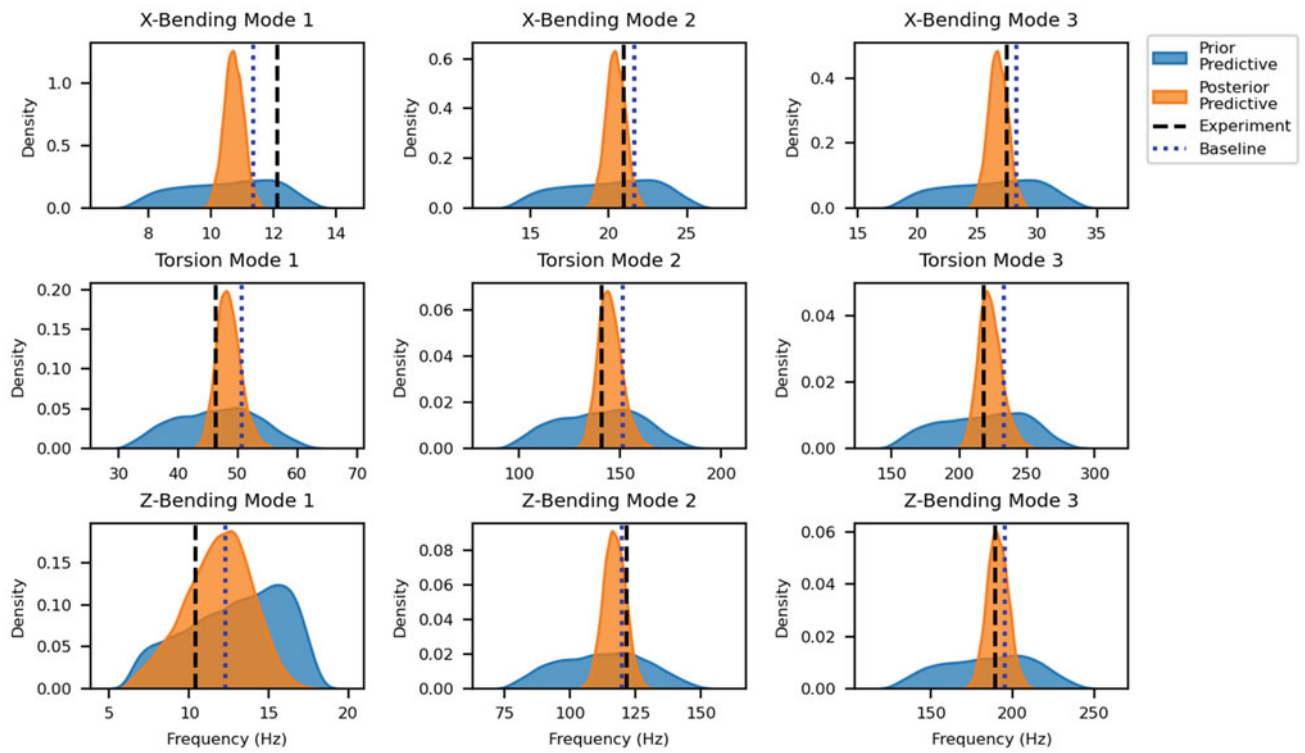 X-Bending Mode 1
X-Bending Mode 2
X-Bending Mode 3
Density
1.0
0.5
0.0
8
10
12
14
Density
0.6
0.4
0.2
0.0
15
20
25
Density
0.4
0.2
0.0
15
20
25
30
35
Prior
Predictive
Posterior
Predictive
Experiment
Baseline
Torsion Mode 1
Torsion Mode 2
Torsion Mode 3
Density
0.20
0.15
0.10
0.05
0.00
30
40
50
60
70
Density
0.06
0.04
0.02
0.00
100
150
200
Density
0.04
0.02
0.00
150
200
250
300
Z-Bending Mode 1
Z-Bending Mode 2
Z-Bending Mode 3
Density
0.15
0.10
0.05
0.00
5
10
15
20
Frequency (Hz)
Density
0.08
0.06
0.04
0.02
0.00
75
100
125
150
Frequency (Hz)
Density
0.06
0.04
0.02
0.00
150
200
250
Frequency (Hz)